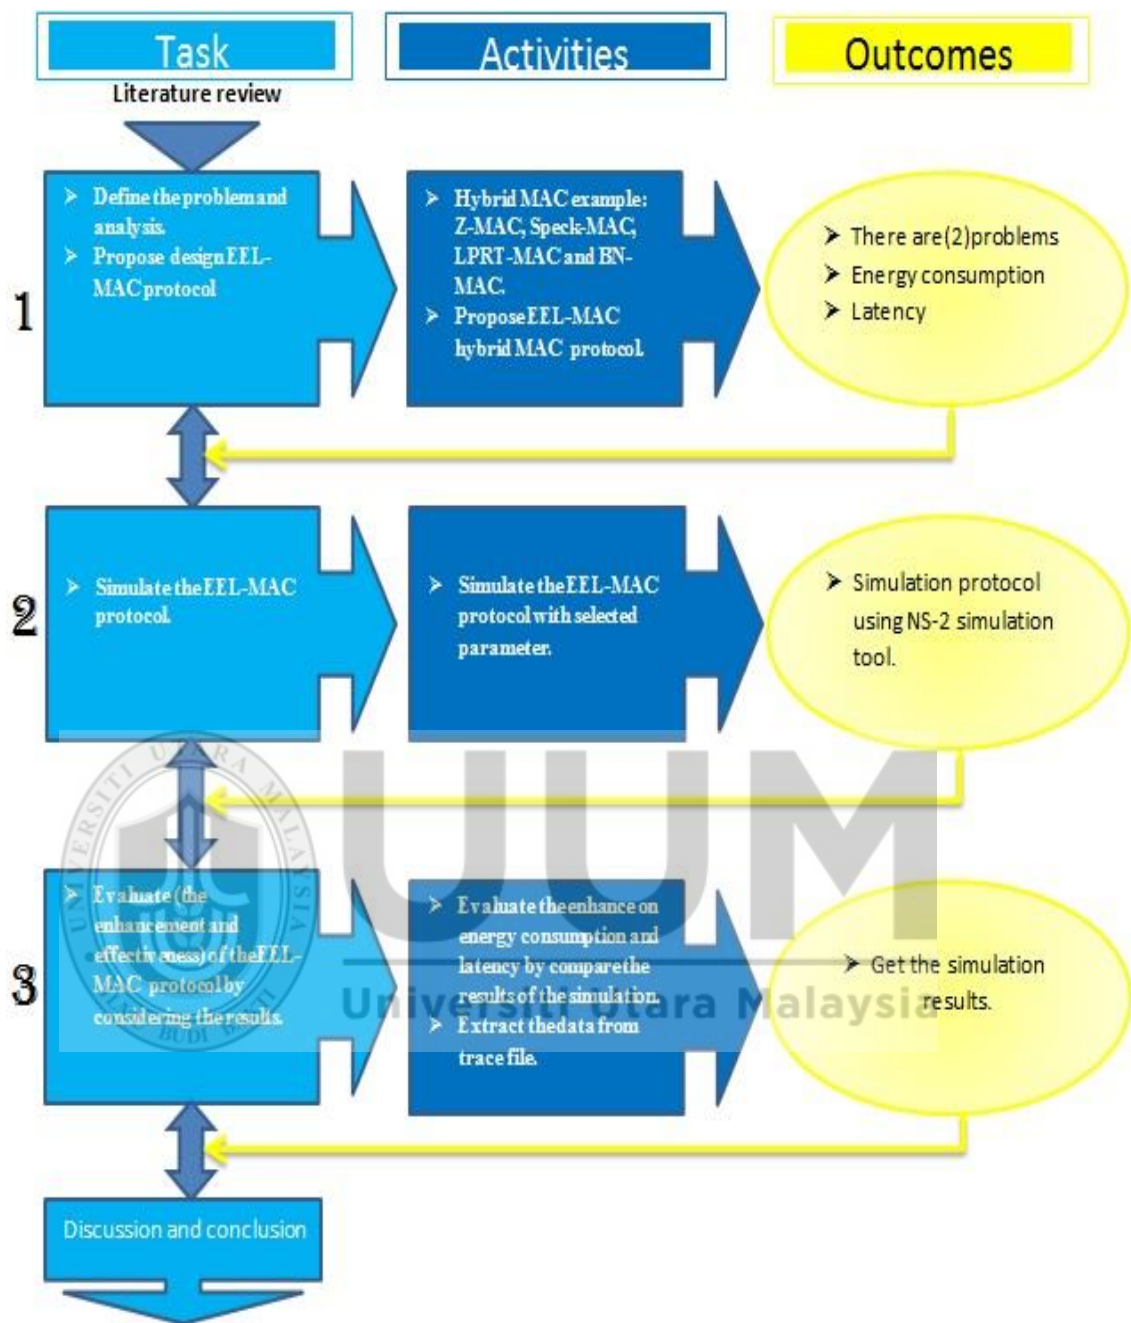 Task
Activities
Outcomes
Literature review
1
➢ Define the problem and
analysis.
➢ Propose design EEL-
MAC protocol
➢ Hybrid MAC example:
Z-MAC, Speck-MAC,
LPRT-MAC and BN-
MAC.
➢ Propose EEL-MAC
hybrid MAC protocol.
➢ There are (2) problems
➢ Energy consumption
➢ Latency
2
➢ Simulate the EEL-MAC
protocol.
➢ Simulate the EEL-MAC
protocol with selected
parameter.
➢ Simulation protocol
using NS-2 simulation
tool.
3
➢ Evaluate (the
enhancement and
effectiveness) of the EEL-
MAC protocol by
considering the results.
➢ Evaluate the enhance on
energy consumption and
latency by compare the
results of the simulation.
➢ Extract the data from
trace file.
➢ Get the simulation
results.
Discussion and conclusion
UNIVERSITI UTARA MALAYSIA
BUDI
UUM
Universiti Utara Malaysia